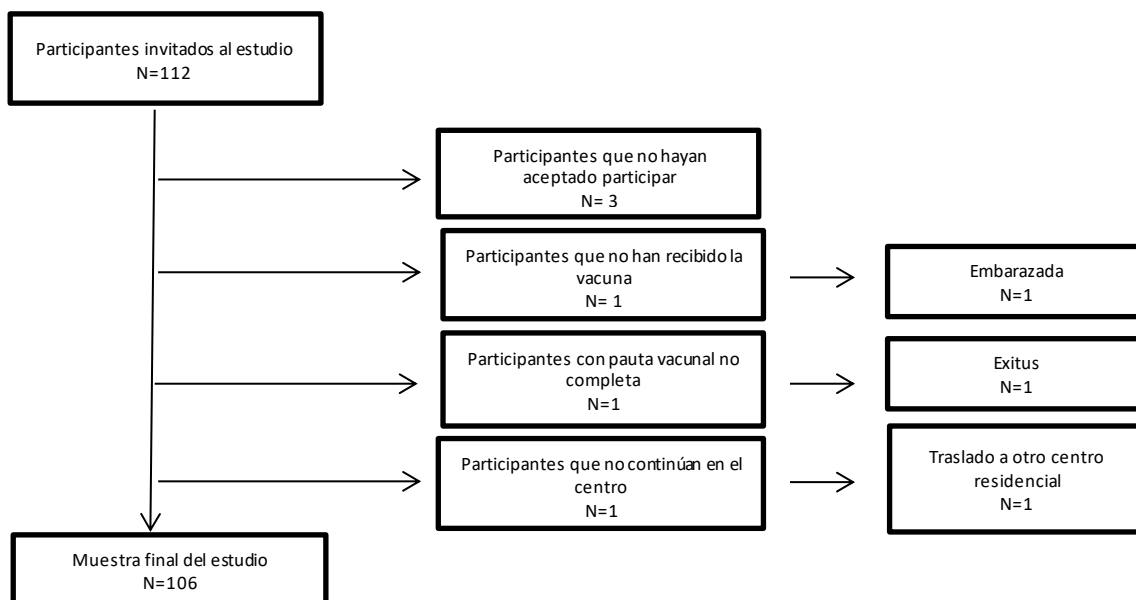 Participantes invitados al estudio
N=112
Participantes que no hayan
aceptado participar
N= 3
Participantes que no han recibido la
vacuna
N= 1
Embarazada
N=1
Participantes con pauta vacunal no
completa
N=1
Exitus
N=1
Participantes que no continúan en el
centro
N=1
Traslado a otro centro
residencial
N=1
Muestra final del estudio
N=106